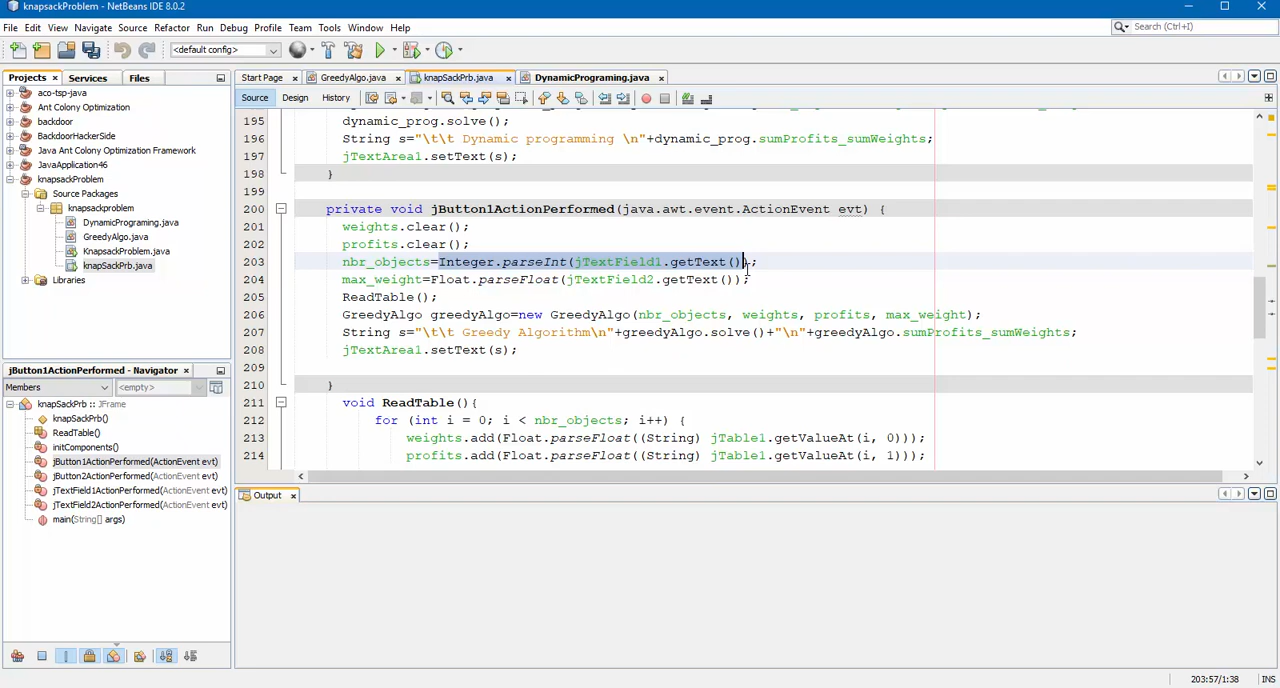 knapsackProblem - NetBeans IDE 8.0.2
File Edit View Navigate Source Refactor Run Debug Profile Team Tools Window Help
Search (Ctrl+I)
<default config>
Projects Services Files
Start Page GreedyAlgo.java knapSackPrb.java DynamicPrograming.java
Source Design History
aco-tsp-java
Ant Colony Optimization
backdoor
BackdoorHackerSide
Java Ant Colony Optimization Framework
JavaApplication46
knapsackProblem
Source Packages
knapsackproblem
DynamicPrograming.java
GreedyAlgo.java
KnapsackProblem.java
knapSackPrb.java
Libraries
195 dynamic_prog.solve();
196 String s="\t\t Dynamic programming \n"+dynamic_prog.sumProfits_sumWeights;
197 jTextArea1.setText(s);
198 }
199
200 private void jButton1ActionPerformed(java.awt.event.ActionEvent evt) {
201 weights.clear();
202 profits.clear();
203 nbr_objects=Integer.parseInt(jTextField1.getText());
204 max_weight=Float.parseFloat(jTextField2.getText());
205 ReadTable();
206 GreedyAlgo greedyAlgo=new GreedyAlgo(nbr_objects, weights, profits, max_weight);
207 String s="\t\t Greedy Algorithm\n"+greedyAlgo.solve()+"\n"+greedyAlgo.sumProfits_sumWeights;
208 jTextArea1.setText(s);
209
210 }
211 void ReadTable(){
212 for (int i = 0; i < nbr_objects; i++) {
213 weights.add(Float.parseFloat((String) jTable1.getValueAt(i, 0)));
214 profits.add(Float.parseFloat((String) jTable1.getValueAt(i, 1)));
jButton1ActionPerformed - Navigator
Members <empty>
knapSackPrb :: JFrame
knapSackPrb()
ReadTable()
initComponents()
jButton1ActionPerformed(ActionEvent evt)
jButton2ActionPerformed(ActionEvent evt)
jTextField1ActionPerformed(ActionEvent evt)
jTextField2ActionPerformed(ActionEvent evt)
main(String[] args)
Output
203:57/1:38 INS